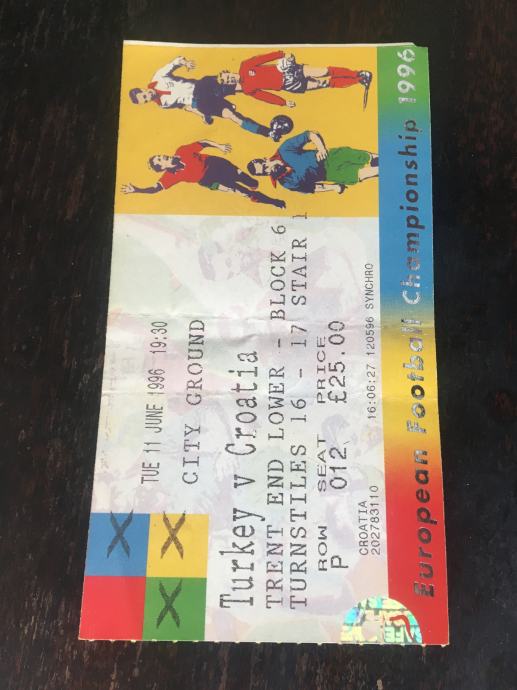 TUE 11 JUNE 1996 19:30
CITY GROUND
Turkey v Croatia
TRENT END LOWER - BLOCK 6
TURNSTILES 16 - 17 STAIR 1
ROW SEAT PRICE
P 012 £25.00
CROATIA 16:06:27 120596 SYNCHRO
202783110
European Football Championship 1996